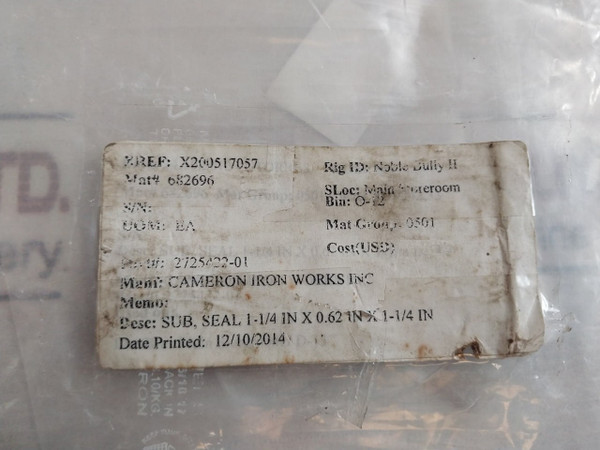 XREF: X200517057
Rig ID: Noble Bully II
Mat# 682696
SLoc: Main Storeroom
S/N:
Bin: O-12
UOM: EA
Mat Group: 0501
Cost(USD)
2725422-01
Manf: CAMERON IRON WORKS INC
Memo:
Desc: SUB, SEAL 1-1/4 IN X 0.62 IN X 1-1/4 IN
Date Printed: 12/10/2014
TD.
ery